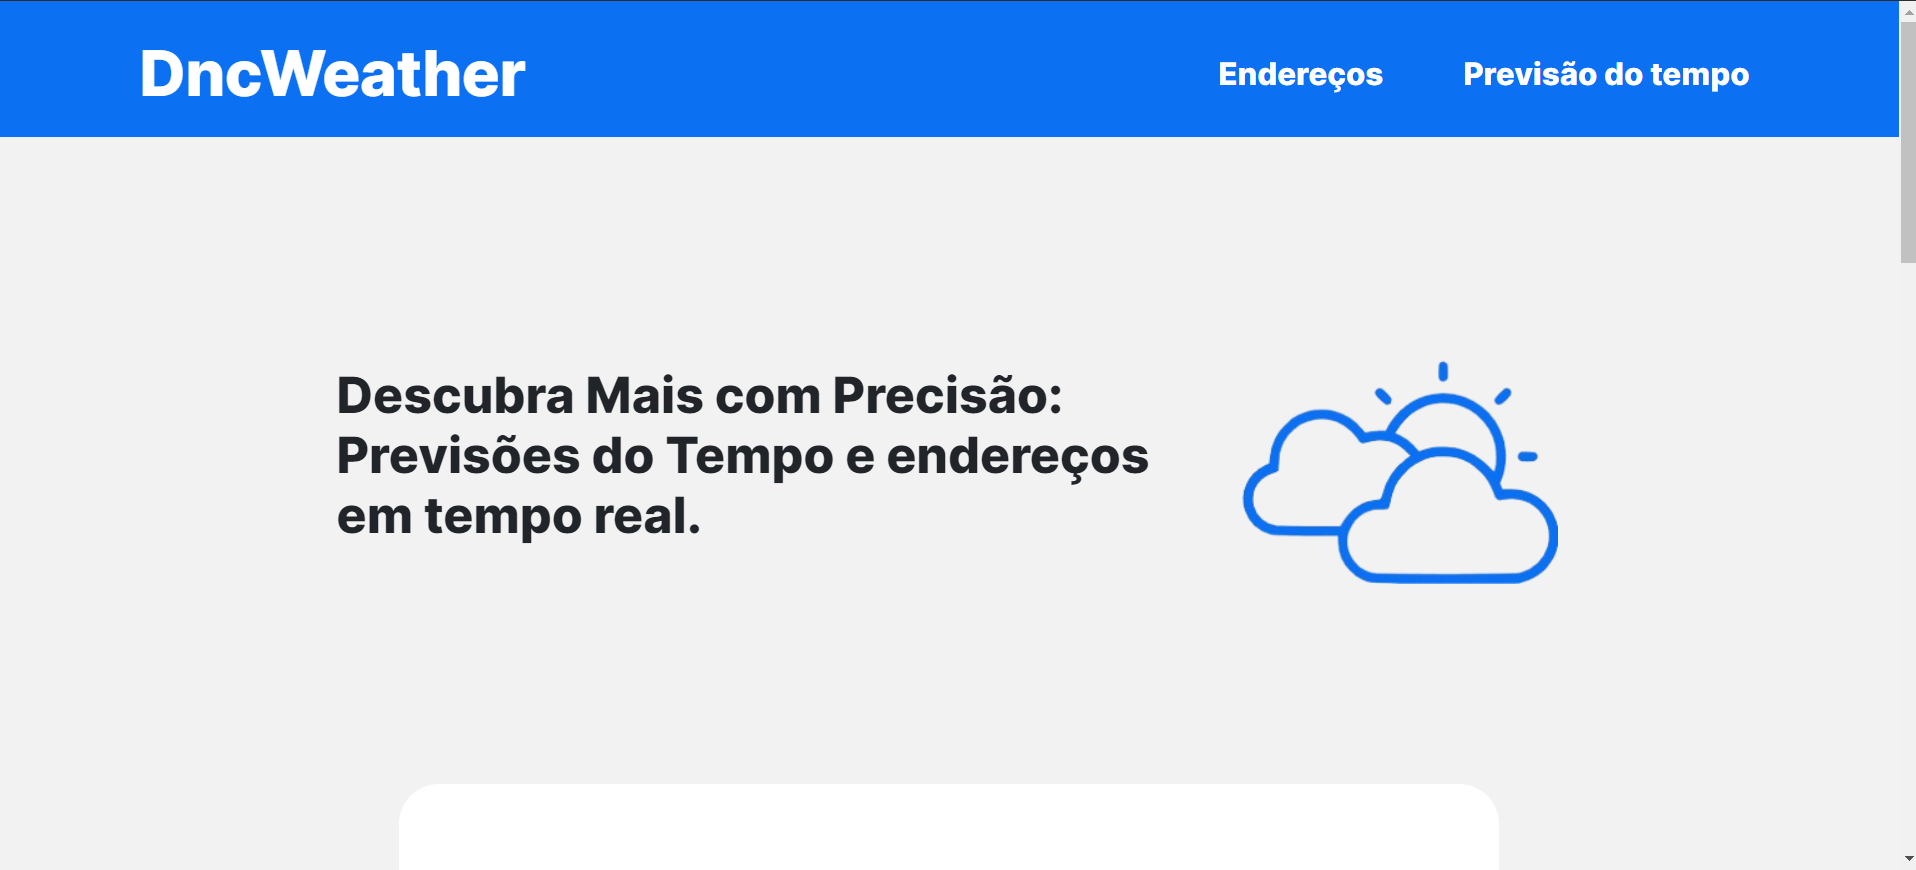 DncWeather
Endereços
Previsão do tempo
Descubra Mais com Precisão:
Previsões do Tempo e endereços
em tempo real.